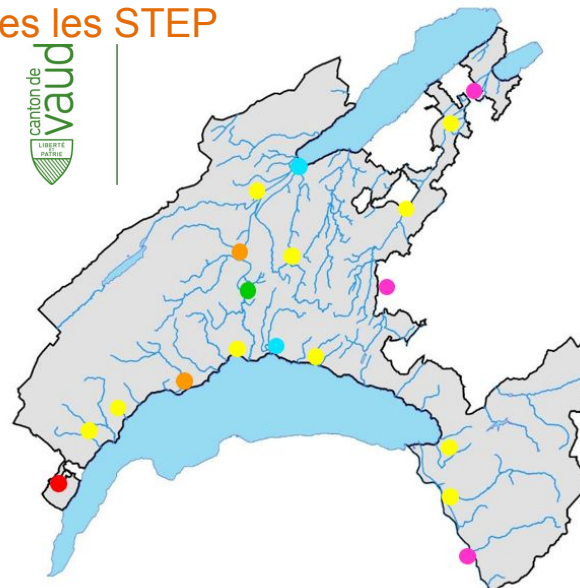 es les STEP
canton de
vaud
LIBERTÉ
ET
PATRIE